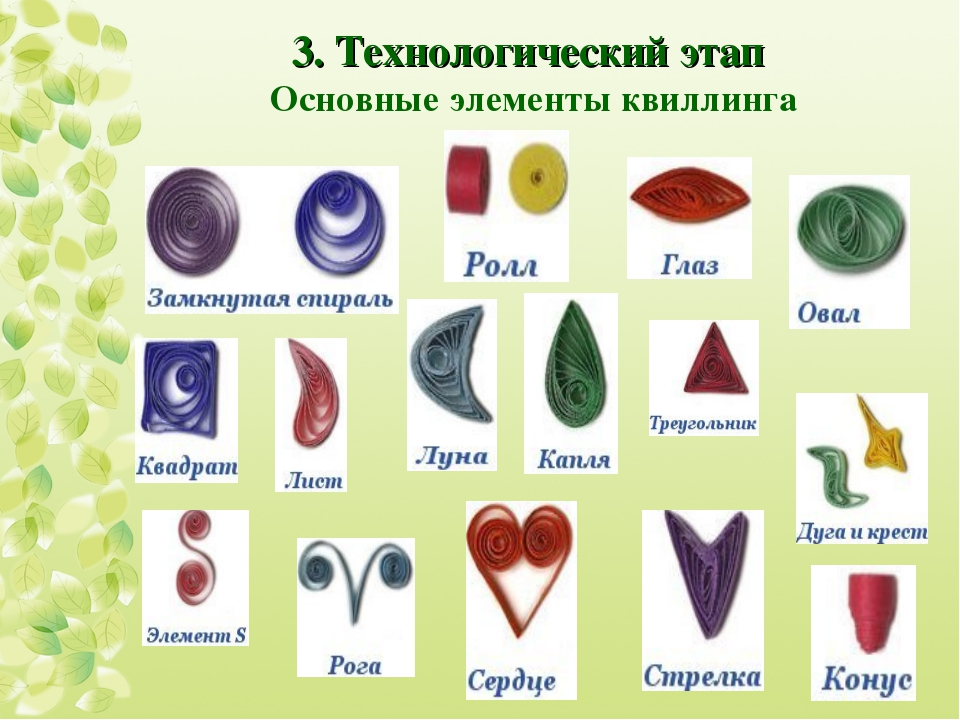 3. Технологический этап
Основные элементы квиллинга
Замкнутая спираль
Ролл
Глаз
Овал
Квадрат
Лист
Луна
Капля
Треугольник
Дуга и крест
Элемент S
Рога
Сердце
Стрелка
Конус